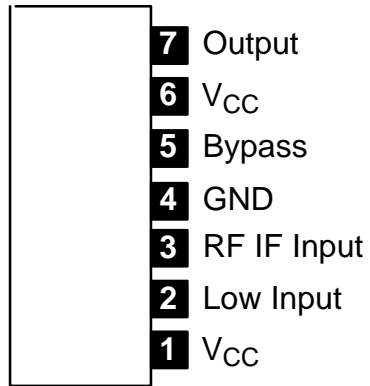 7 Output
6 VCC
5 Bypass
4 GND
3 RF IF Input
2 Low Input
1 VCC